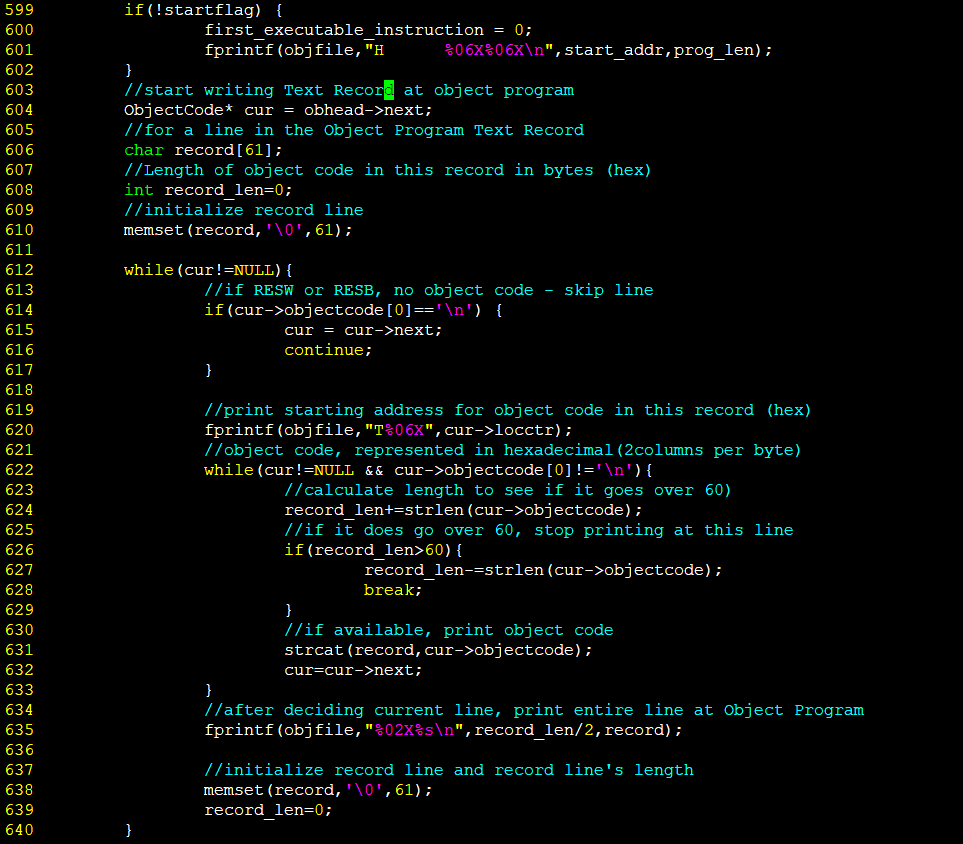 599         if(!startflag) {
600                 first_executable_instruction = 0;
601                 fprintf(objfile,"H      %06X%06X\n",start_addr,prog_len);
602         }
603         //start writing Text Record at object program
604         ObjectCode* cur = obhead->next;
605         //for a line in the Object Program Text Record
606         char record[61];
607         //Length of object code in this record in bytes (hex)
608         int record_len=0;
609         //initialize record line
610         memset(record,'\0',61);
611
612         while(cur!=NULL){
613                 //if RESW or RESB, no object code - skip line
614                 if(cur->objectcode[0]=='\n') {
615                         cur = cur->next;
616                         continue;
617                 }
618
619                 //print starting address for object code in this record (hex)
620                 fprintf(objfile,"T%06X",cur->locctr);
621                 //object code, represented in hexadecimal(2columns per byte)
622                 while(cur!=NULL && cur->objectcode[0]!='\n'){
623                         //calculate length to see if it goes over 60)
624                         record_len+=strlen(cur->objectcode);
625                         //if it does go over 60, stop printing at this line
626                         if(record_len>60){
627                                 record_len-=strlen(cur->objectcode);
628                                 break;
629                         }
630                         //if available, print object code
631                         strcat(record,cur->objectcode);
632                         cur=cur->next;
633                 }
634                 //after deciding current line, print entire line at Object Program
635                 fprintf(objfile,"%02X%s\n",record_len/2,record);
636
637                 //initialize record line and record line's length
638                 memset(record,'\0',61);
639                 record_len=0;
640         }